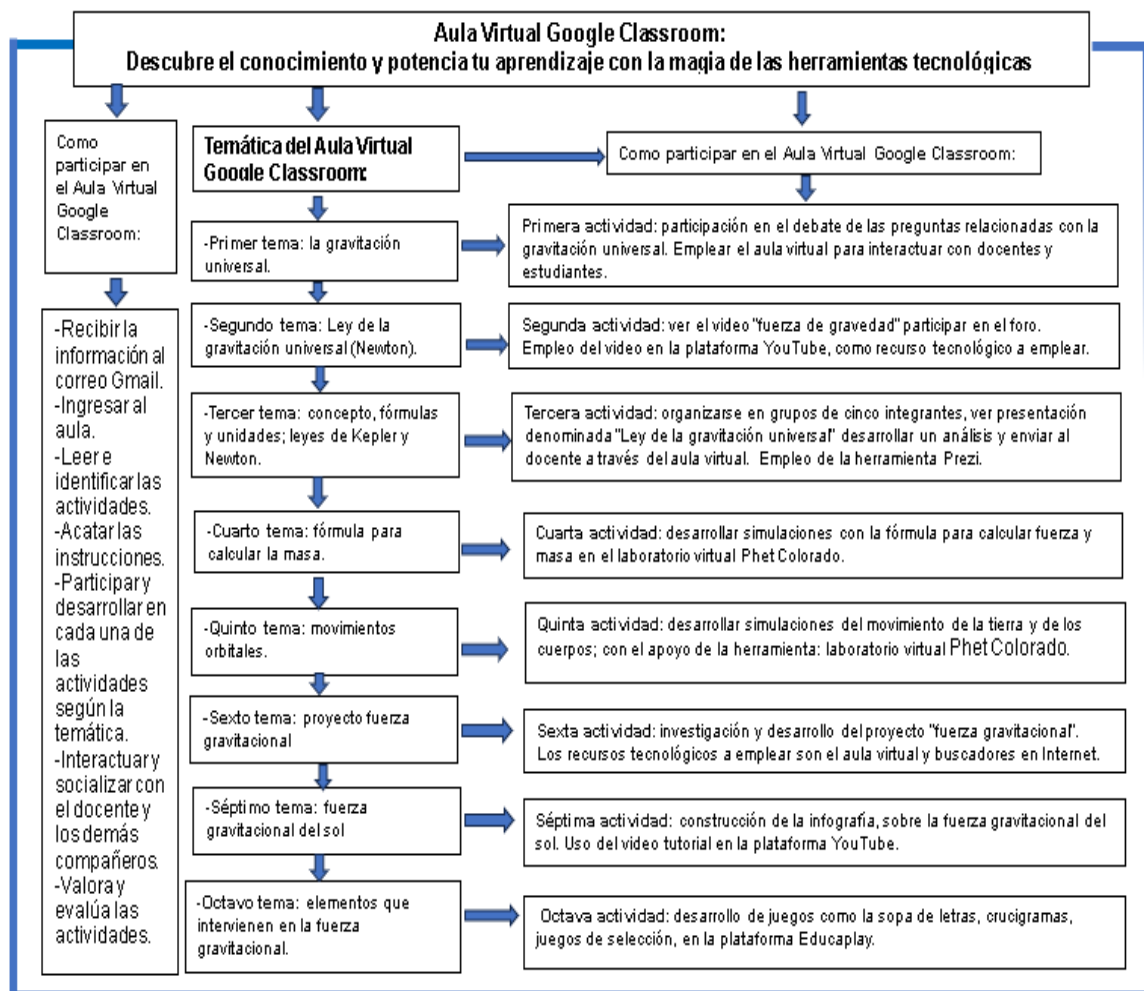 Aula Virtual Google Classroom:
Descubre el conocimiento y potencia tu aprendizaje con la magia de las herramientas tecnológicas
Como
participar en
el Aula Virtual
Google
Classroom:
-Recibir la
información al
correo Gmail.
-Ingresar al
aula.
-Leer e
identificar las
actividades.
-Acatar las
instrucciones.
-Participar y
desarrollar en
cada una de
las
actividades
según la
temática.
-Interactuar y
socializar con
el docente y
los demás
compañeros.
-Valora y
evalúa las
actividades.
Temática del Aula Virtual
Google Classroom:
Como participar en el Aula Virtual Google Classroom:
-Primer tema: la gravitación
universal.
Primera actividad: participación en el debate de las preguntas relacionadas con la
gravitación universal. Emplear el aula virtual para interactuar con docentes y
estudiantes.
-Segundo tema: Ley de la
gravitación universal (Newton).
Segunda actividad: ver el video "fuerza de gravedad" participar en el foro.
Empleo del video en la plataforma YouTube, como recurso tecnológico a emplear.
-Tercer tema: concepto, fórmulas
y unidades; leyes de Kepler y
Newton.
Tercera actividad: organizarse en grupos de cinco integrantes, ver presentación
denominada "Ley de la gravitación universal" desarrollar un análisis y enviar al
docente a través del aula virtual. Empleo de la herramienta Prezi.
-Cuarto tema: fórmula para
calcular la masa.
Cuarta actividad: desarrollar simulaciones con la fórmula para calcular fuerza y
masa en el laboratorio virtual Phet Colorado.
-Quinto tema: movimientos
orbitales.
Quinta actividad: desarrollar simulaciones del movimiento de la tierra y de los
cuerpos; con el apoyo de la herramienta: laboratorio virtual Phet Colorado.
-Sexto tema: proyecto fuerza
gravitacional
Sexta actividad: investigación y desarrollo del proyecto "fuerza gravitacional".
Los recursos tecnológicos a emplear son el aula virtual y buscadores en Internet.
-Séptimo tema: fuerza
gravitacional del sol
Séptima actividad: construcción de la infografía, sobre la fuerza gravitacional del
sol. Uso del video tutorial en la plataforma YouTube.
-Octavo tema: elementos que
intervienen en la fuerza
gravitacional.
Octava actividad: desarrollo de juegos como la sopa de letras, crucigramas,
juegos de selección, en la plataforma Educaplay.